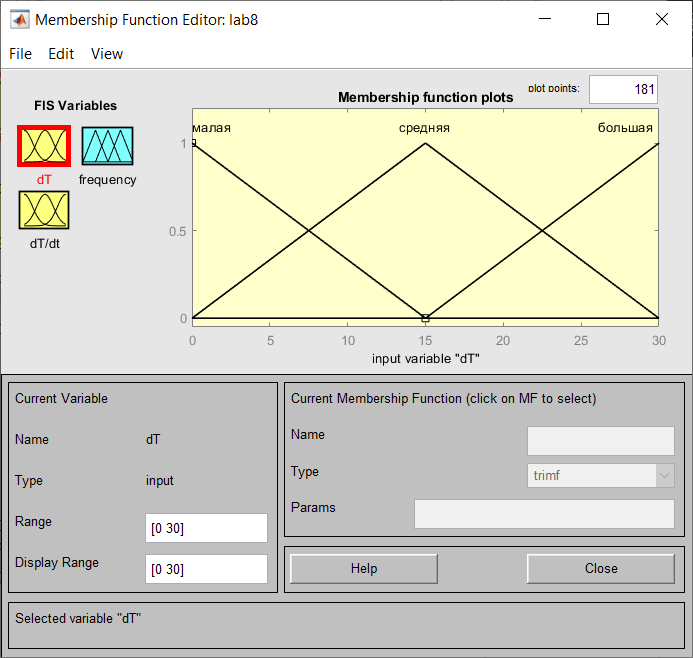 Membership Function Editor: lab8
File Edit View
FIS Variables
dT
frequency
dT/dt
Membership function plots
plot points:
181
малая
средняя
большая
1
0.5
0
0 5 10 15 20 25 30
input variable "dT"
Current Variable
Name dT
Type input
Range [0 30]
Display Range [0 30]
Current Membership Function (click on MF to select)
Name
Type trimf
Params
Help
Close
Selected variable "dT"